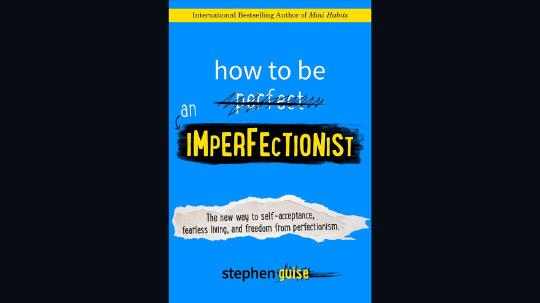 International Bestselling Author of Mini Habits
how to be
perfect
an
IMPERFECTIONIST
The new way to self-acceptance,
fearless living, and freedom from perfectionism.
stephen guise